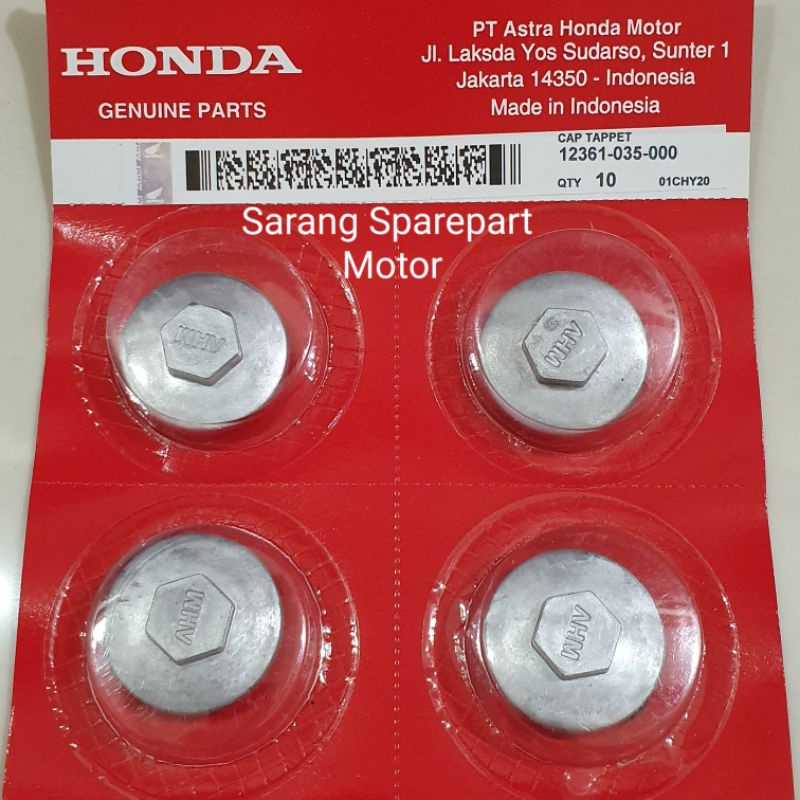 HONDA
GENUINE PARTS
PT Astra Honda Motor
Jl. Laksda Yos Sudarso, Sunter 1
Jakarta 14350 - Indonesia
Made in Indonesia
CAP TAPPET
12361-035-000
QTY 10 01CHY20
Sarang Sparepart
Motor
AHM
AHM
AHM
AHM